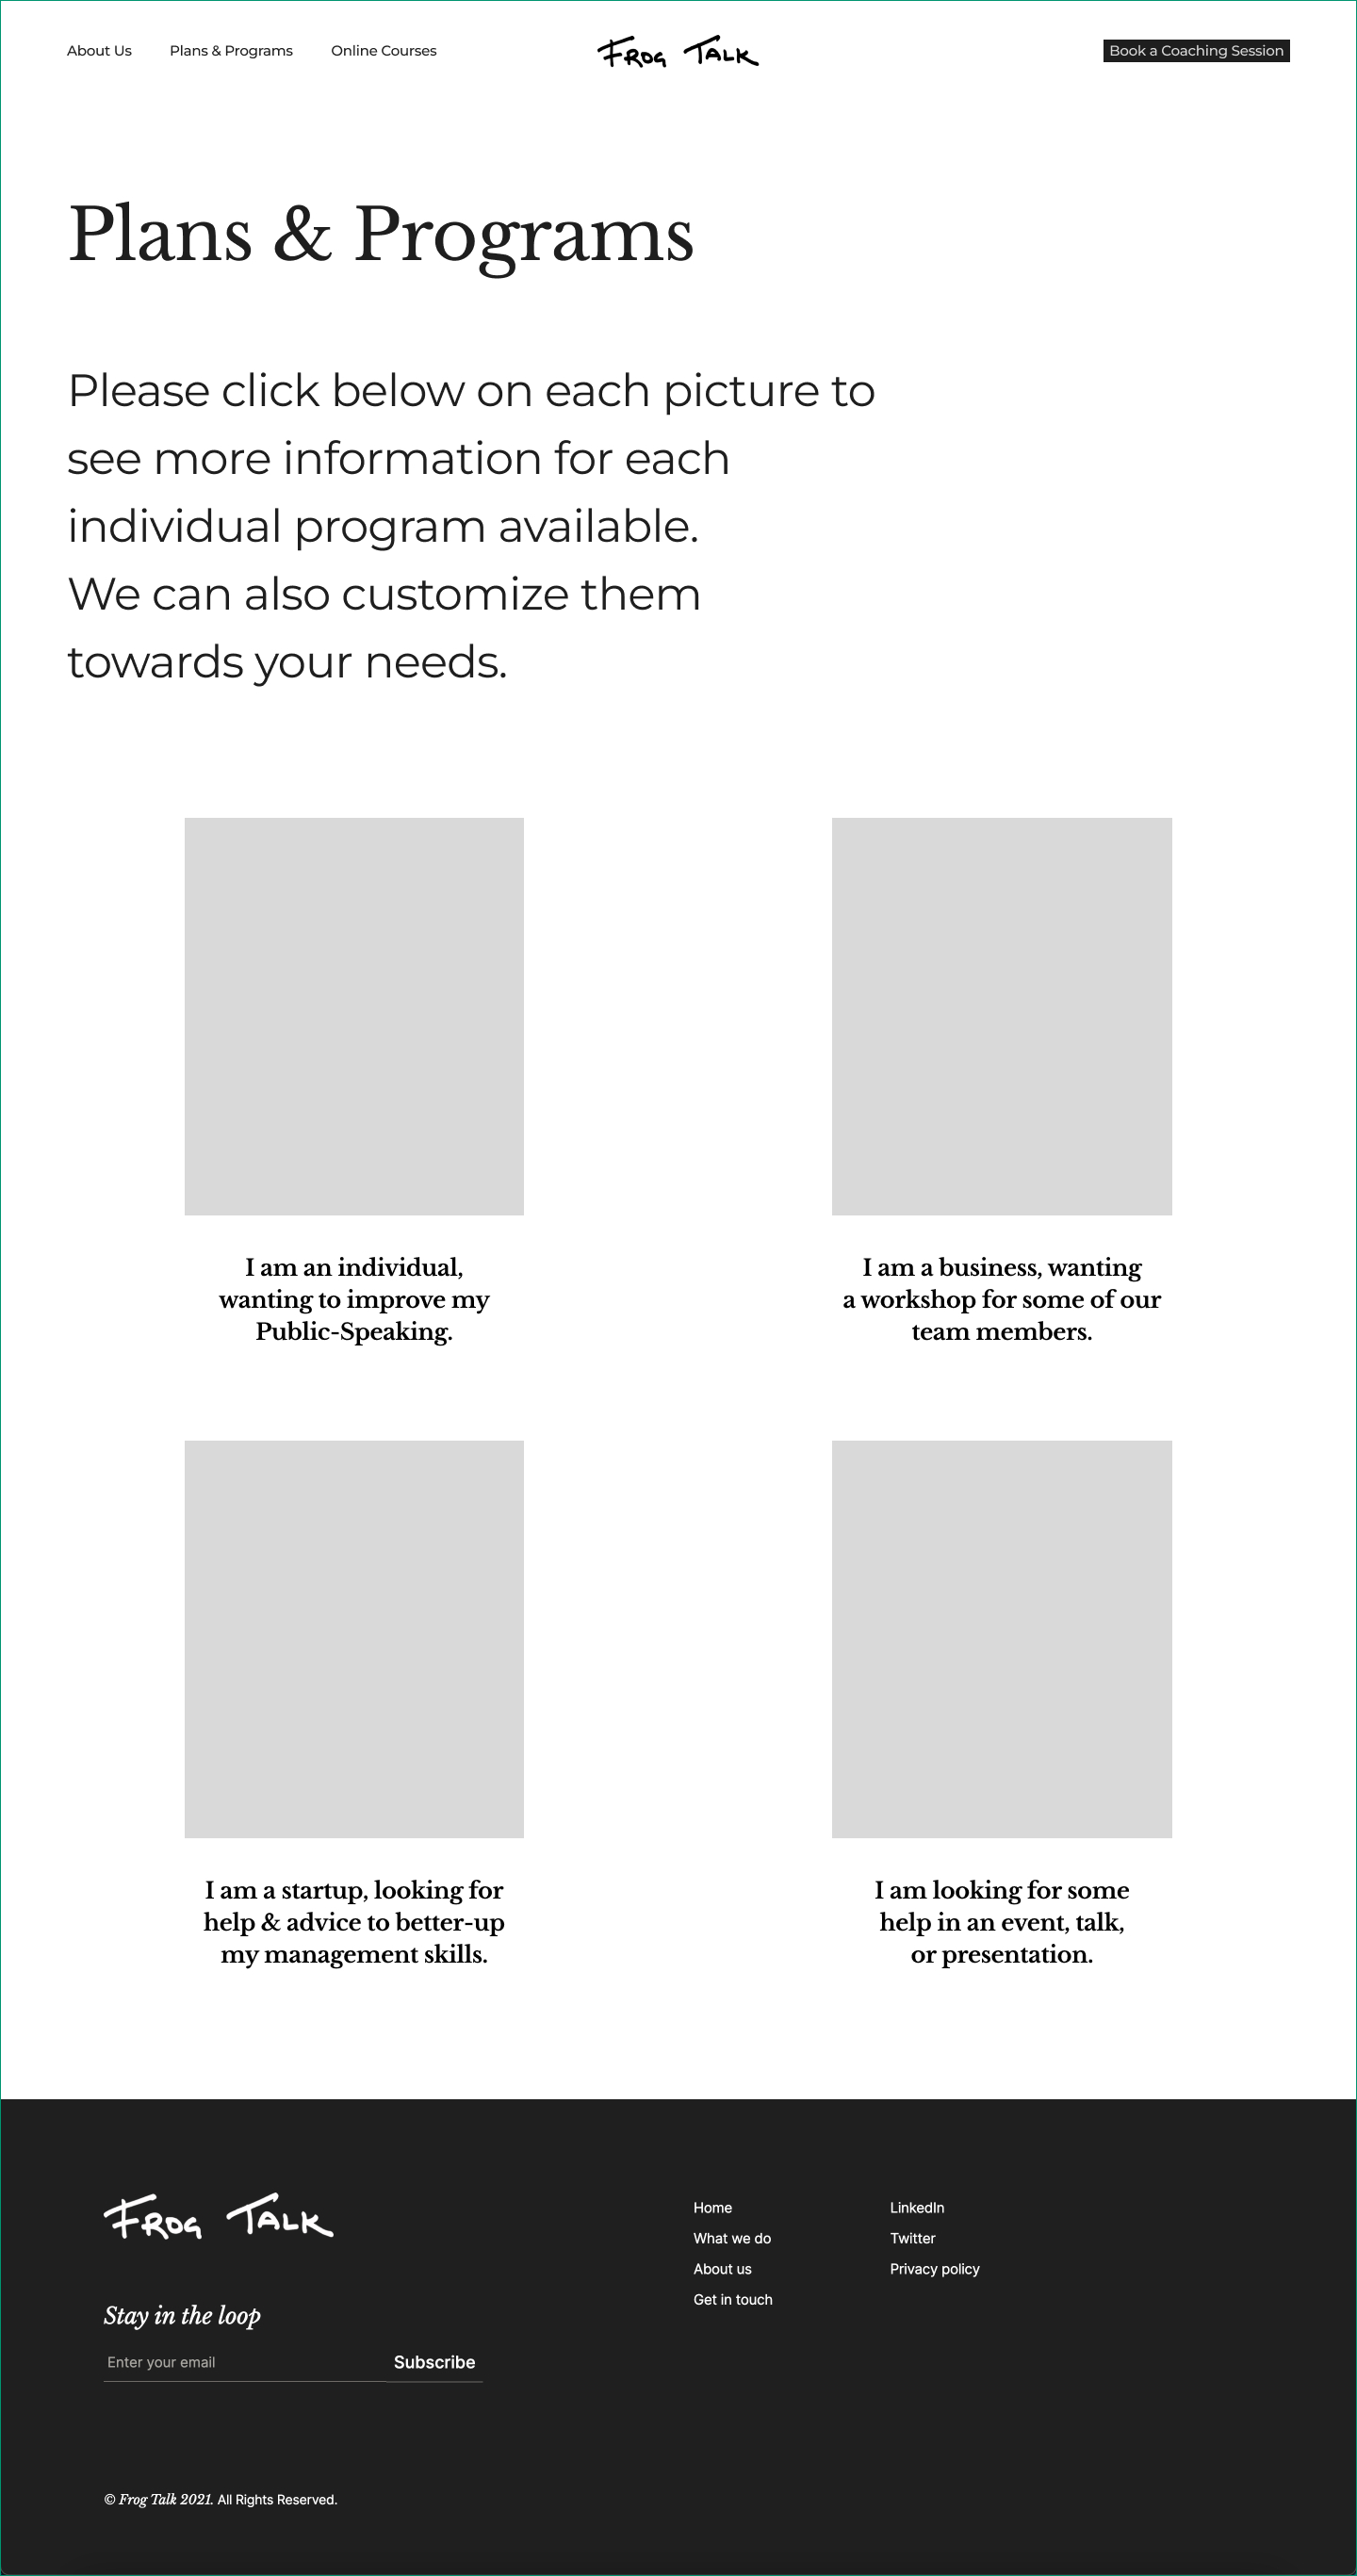 About Us Plans & Programs Online Courses Frog Talk Book a Coaching Session
Plans & Programs
Please click below on each picture to
see more information for each
individual program available.
We can also customize them
towards your needs.
I am an individual,
wanting to improve my
Public-Speaking.
I am a business, wanting
a workshop for some of our
team members.
I am a startup, looking for
help & advice to better-up
my management skills.
I am looking for some
help in an event, talk,
or presentation.
Frog Talk
Stay in the loop
Enter your email Subscribe
Home
What we do
About us
Get in touch
LinkedIn
Twitter
Privacy policy
© Frog Talk 2021. All Rights Reserved.